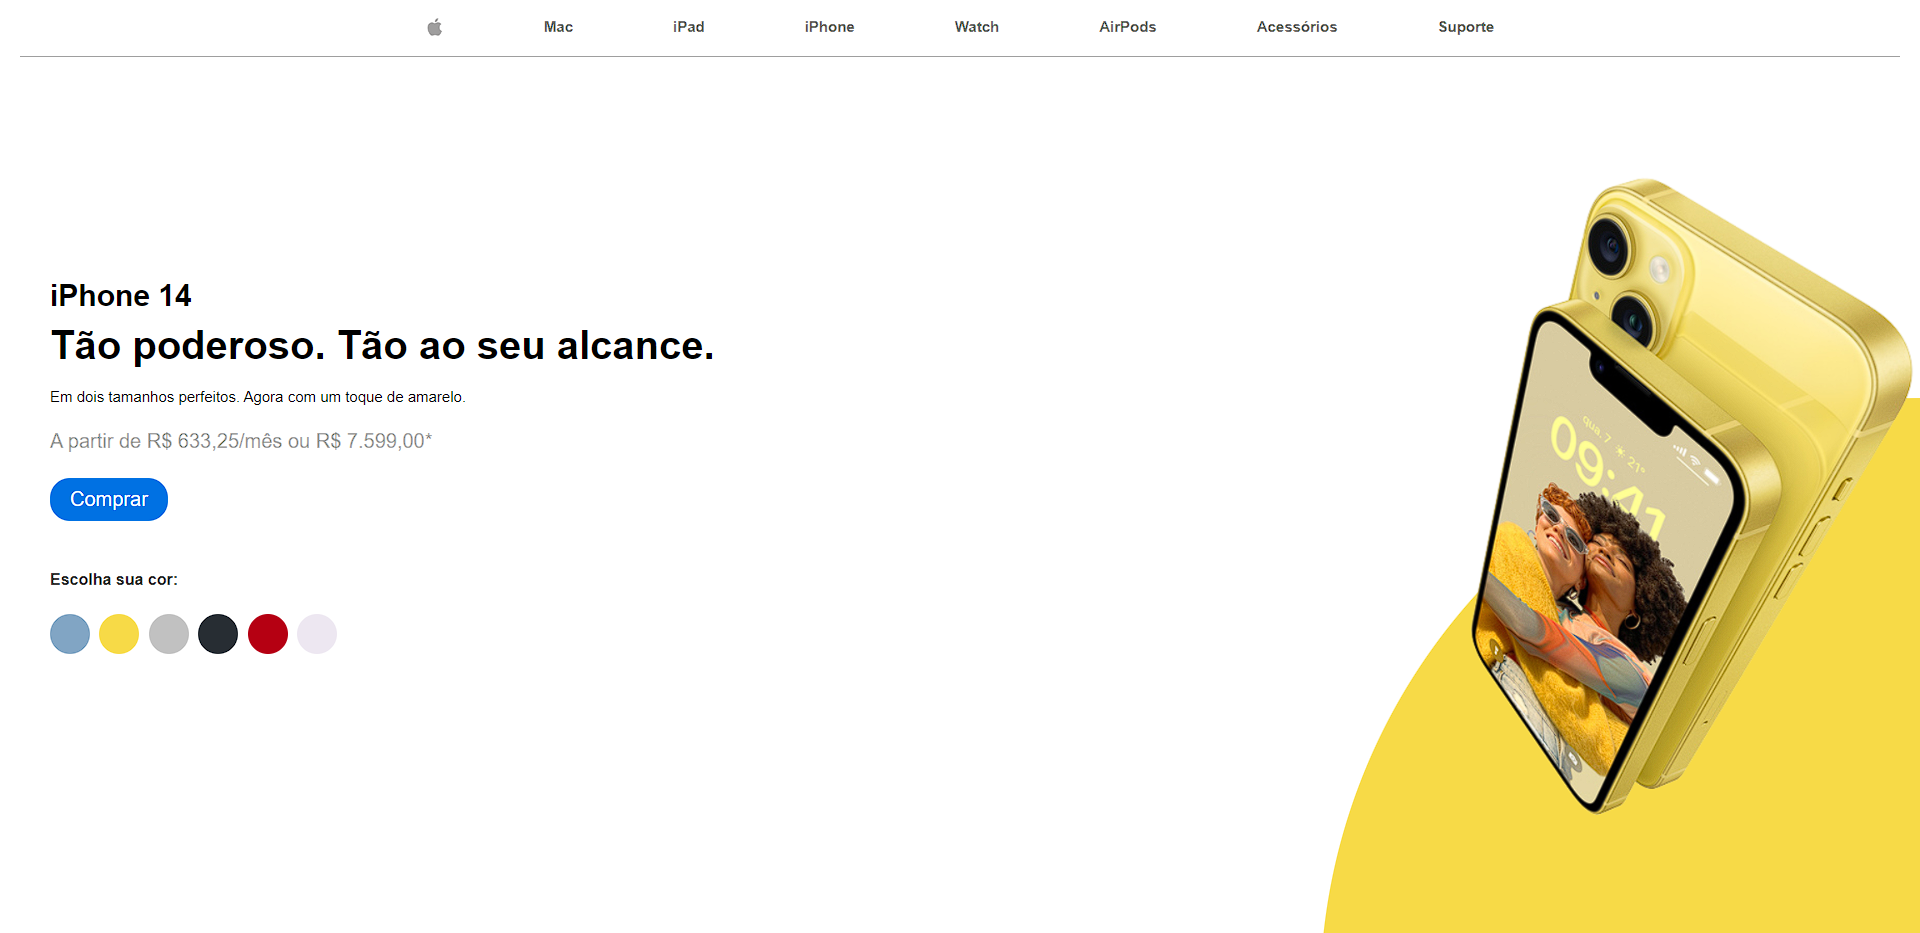 Mac iPad iPhone Watch AirPods Acessórios Suporte
iPhone 14
Tão poderoso. Tão ao seu alcance.
Em dois tamanhos perfeitos. Agora com um toque de amarelo.
A partir de R$ 633,25/mês ou R$ 7.599,00*
Comprar
Escolha sua cor:
qua. 7 21°
09:41